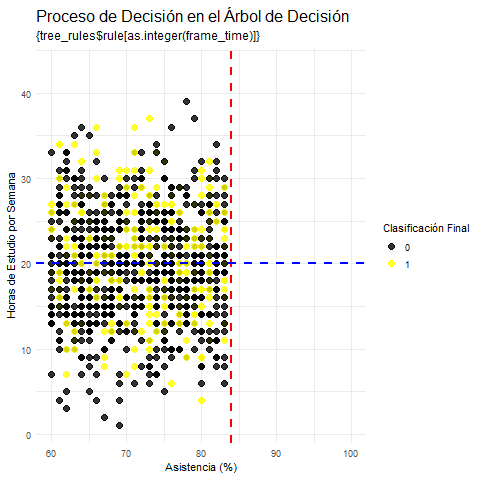 Proceso de Decisión en el Árbol de Decisión
{tree_rules$rule[as.integer(frame_time)]}
Horas de Estudio por Semana
40
30
20
10
0
60
70
80
90
100
Asistencia (%)
Clasificación Final
0
1